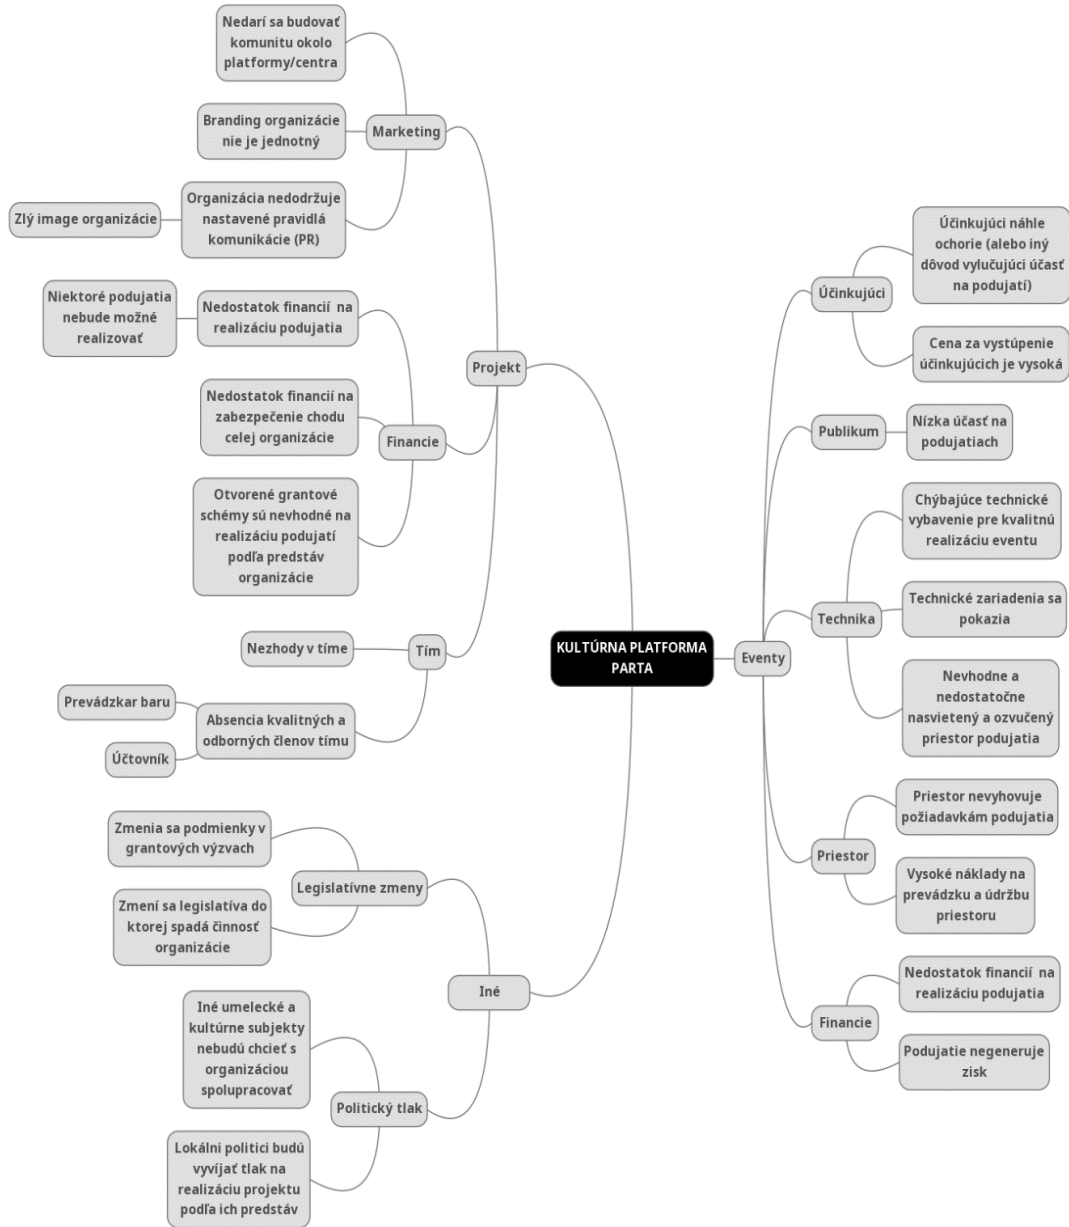 Nedarí sa budovať
komunitu okolo
platformy/centra
Branding organizácie
nie je jednotný
Marketing
Organizácia nedodržuje
nastavené pravidlá
komunikácie (PR)
Zlý image organizácie
Niektoré podujatia
nebude možné
realizovať
Nedostatok financií na
realizáciu podujatia
Projekt
Nedostatok financií na
zabezpečenie chodu
celej organizácie
Financie
Otvorené grantové
schémy sú nevhodné na
realizáciu podujatí
podľa predstáv
organizácie
Nezhody v tíme
Tím
Prevádzkar baru
Absencia kvalitných a
odborných členov tímu
Účtovník
KULTÚRNA PLATFORMA
PARTA
Zmenia sa podmienky v
grantových výzvach
Legislatívne zmeny
Zmení sa legislatíva do
ktorej spadá činnosť
organizácie
Iné
Iné umelecké a
kultúrne subjekty
nebudú chcieť s
organizáciou
spolupracovať
Politický tlak
Lokálni politici budú
vyvíjať tlak na
realizáciu projektu
podľa ich predstáv
Eventy
Účinkujúci
Účinkujúci náhle
ochorie (alebo iný
dôvod vylučujúci účasť
na podujatí)
Cena za vystúpenie
účinkujúcich je vysoká
Publikum
Nízka účasť na
podujatiach
Technika
Chýbajúce technické
vybavenie pre kvalitnú
realizáciu eventu
Technické zariadenia sa
pokazia
Nevhodne a
nedostatočne
nasvietený a ozvučený
priestor podujatia
Priestor
Priestor nevyhovuje
požiadavkám podujatia
Vysoké náklady na
prevádzku a údržbu
priestoru
Financie
Nedostatok financií na
realizáciu podujatia
Podujatie negeneruje
zisk